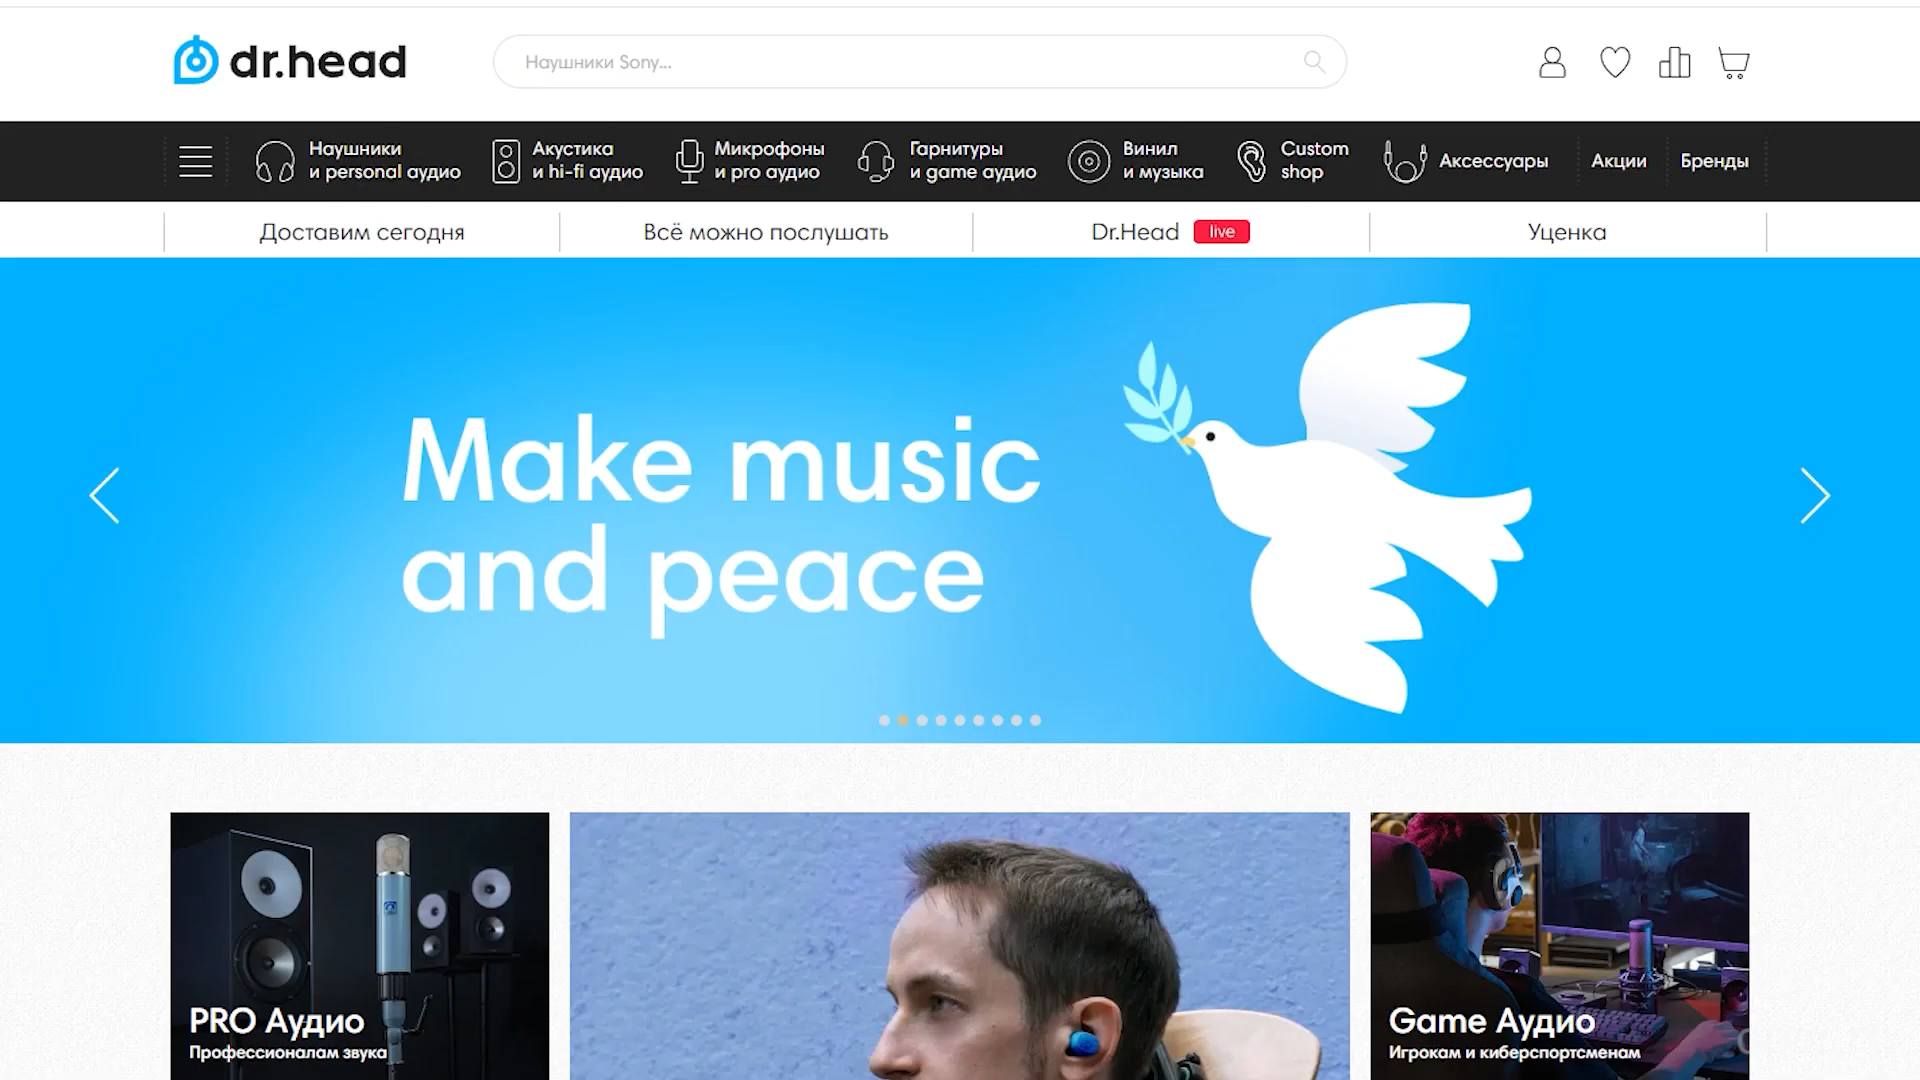 dr.head
Наушники Sony...
Наушники
и personal аудио
Акустика
и hi-fi аудио
Микрофоны
и pro аудио
Гарнитуры
и game аудио
Винил
и музыка
Custom
shop
Аксессуары
Акции
Бренды
Доставим сегодня
Всё можно послушать
Dr.Head live
Уценка
Make music
and peace
PRO Аудио
Профессионалам звука
Game Аудио
Игрокам и киберспортсменам